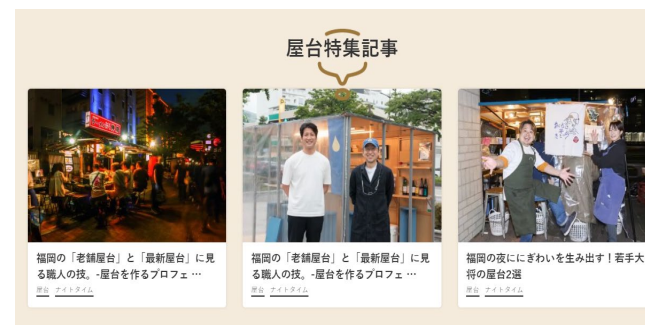 屋台特集記事
福岡の「老舗屋台」と「最新屋台」に見
る職人の技。-屋台を作るプロフェ …
屋台 ナイトタイム
福岡の「老舗屋台」と「最新屋台」に見
る職人の技。-屋台を作るプロフェ …
屋台 ナイトタイム
福岡の夜ににぎわいを生み出す！若手大
将の屋台2選
屋台 ナイトタイム